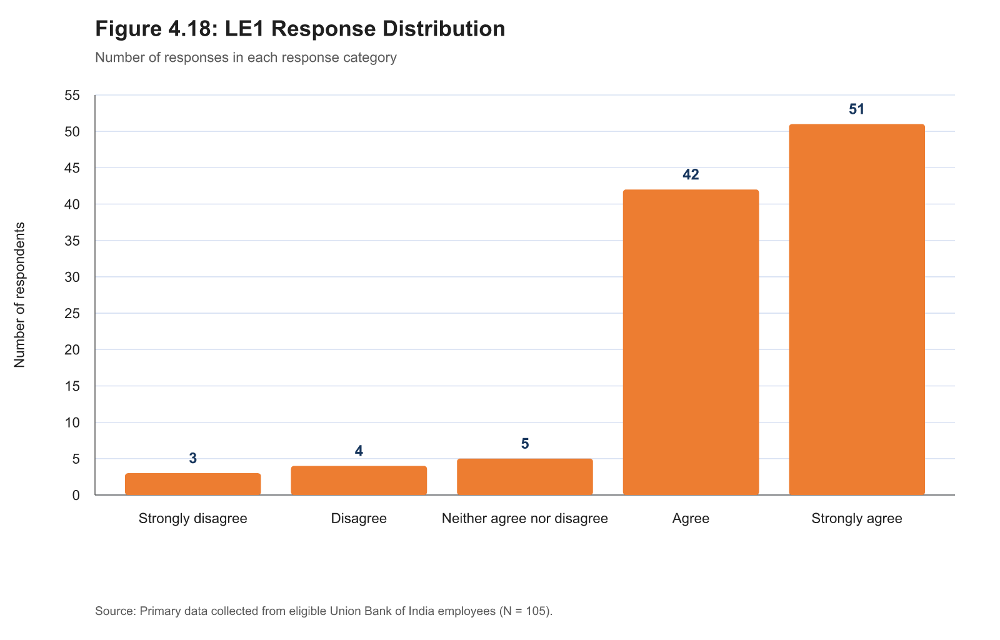 Figure 4.18: LE1 Response Distribution
Number of responses in each response category
Number of respondents
55
50
45
40
35
30
25
20
15
10
5
0
3
4
5
42
51
Strongly disagree
Disagree
Neither agree nor disagree
Agree
Strongly agree
Source: Primary data collected from eligible Union Bank of India employees (N = 105).